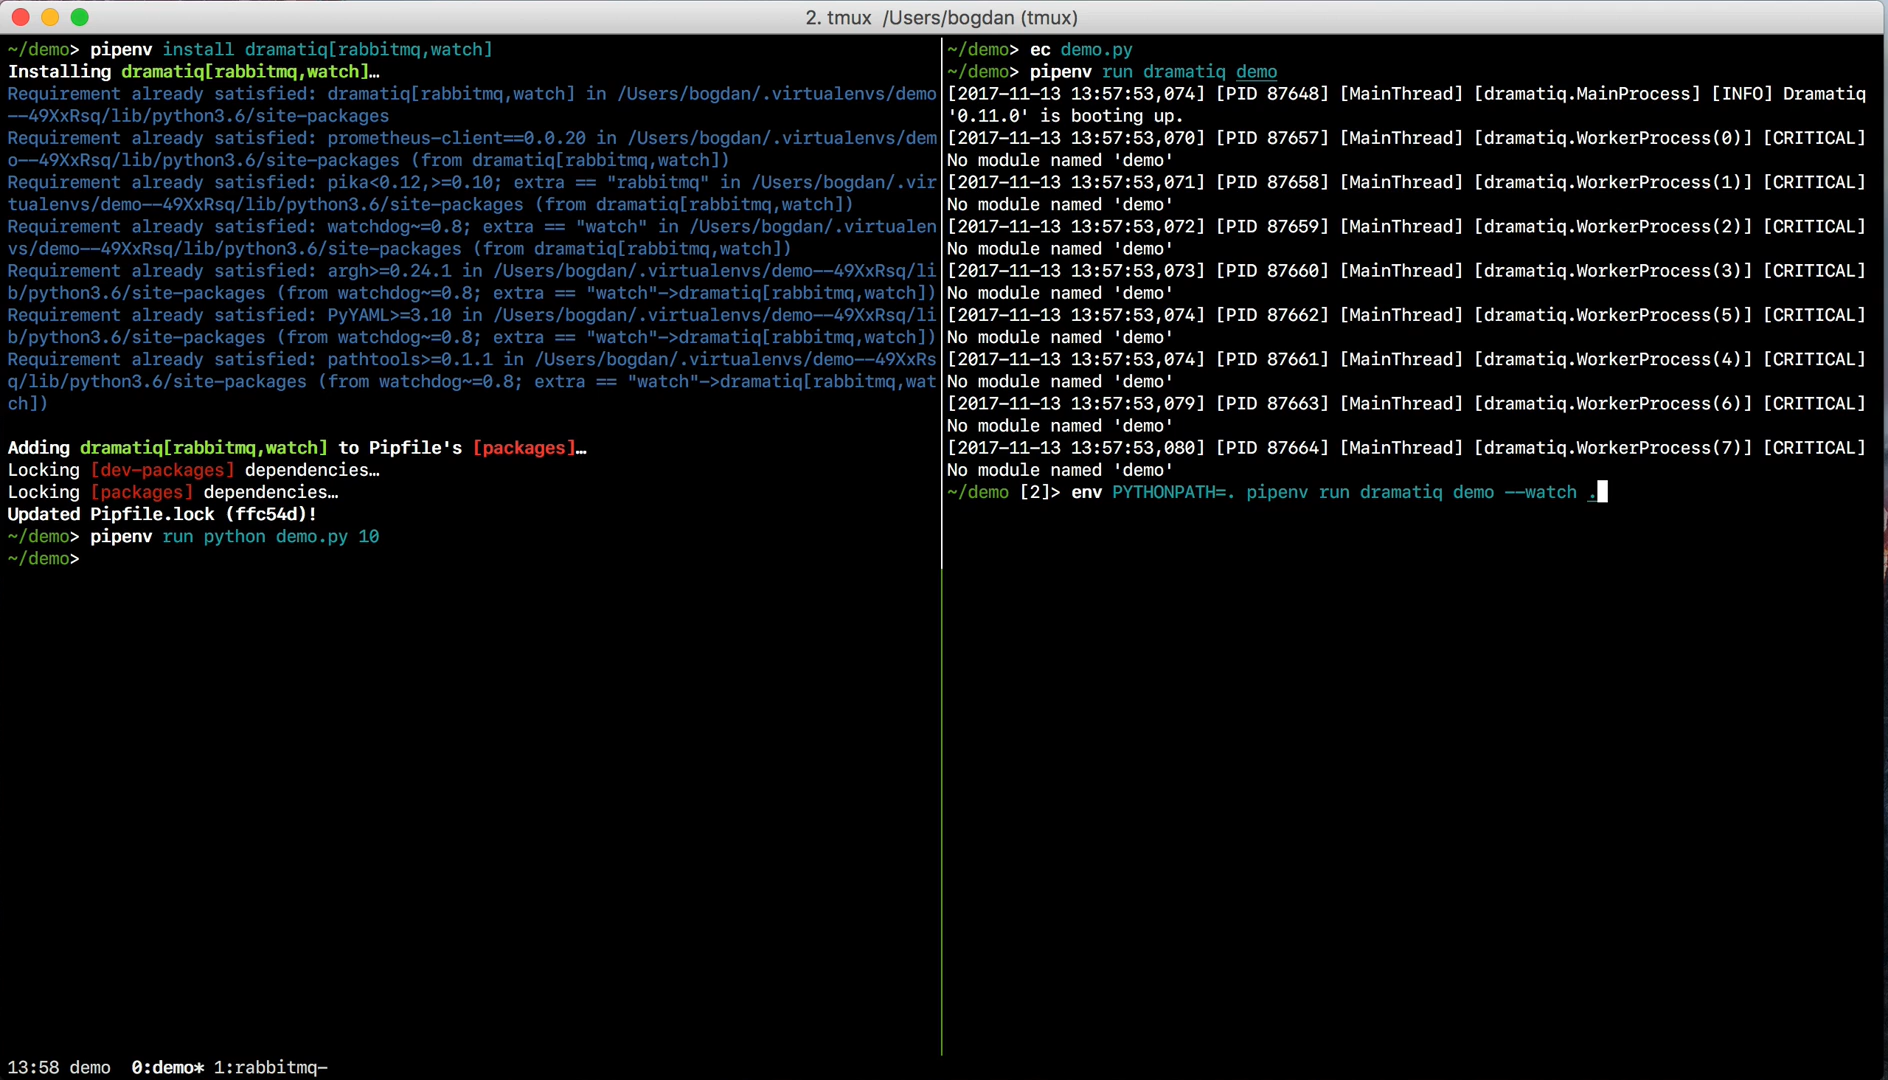 2. tmux /Users/bogdan (tmux)
~/demo> pipenv install dramatiq[rabbitmq,watch]
Installing dramatiq[rabbitmq,watch]…
Requirement already satisfied: dramatiq[rabbitmq,watch] in /Users/bogdan/.virtualenvs/demo
--49XxRsq/lib/python3.6/site-packages
Requirement already satisfied: prometheus-client==0.0.20 in /Users/bogdan/.virtualenvs/dem
o--49XxRsq/lib/python3.6/site-packages (from dramatiq[rabbitmq,watch])
Requirement already satisfied: pika<0.12,>=0.10; extra == "rabbitmq" in /Users/bogdan/.vir
tualenvs/demo--49XxRsq/lib/python3.6/site-packages (from dramatiq[rabbitmq,watch])
Requirement already satisfied: watchdog~=0.8; extra == "watch" in /Users/bogdan/.virtualen
vs/demo--49XxRsq/lib/python3.6/site-packages (from dramatiq[rabbitmq,watch])
Requirement already satisfied: argh>=0.24.1 in /Users/bogdan/.virtualenvs/demo--49XxRsq/li
b/python3.6/site-packages (from watchdog~=0.8; extra == "watch"->dramatiq[rabbitmq,watch])
Requirement already satisfied: PyYAML>=3.10 in /Users/bogdan/.virtualenvs/demo--49XxRsq/li
b/python3.6/site-packages (from watchdog~=0.8; extra == "watch"->dramatiq[rabbitmq,watch])
Requirement already satisfied: pathtools>=0.1.1 in /Users/bogdan/.virtualenvs/demo--49XxRs
q/lib/python3.6/site-packages (from watchdog~=0.8; extra == "watch"->dramatiq[rabbitmq,wat
ch])
Adding dramatiq[rabbitmq,watch] to Pipfile's [packages]…
Locking [dev-packages] dependencies…
Locking [packages] dependencies…
Updated Pipfile.lock (ffc54d)!
~/demo> pipenv run python demo.py 10
~/demo>
~/demo> ec demo.py
~/demo> pipenv run dramatiq demo
[2017-11-13 13:57:53,074] [PID 87648] [MainThread] [dramatiq.MainProcess] [INFO] Dramatiq
'0.11.0' is booting up.
[2017-11-13 13:57:53,070] [PID 87657] [MainThread] [dramatiq.WorkerProcess(0)] [CRITICAL]
No module named 'demo'
[2017-11-13 13:57:53,071] [PID 87658] [MainThread] [dramatiq.WorkerProcess(1)] [CRITICAL]
No module named 'demo'
[2017-11-13 13:57:53,072] [PID 87659] [MainThread] [dramatiq.WorkerProcess(2)] [CRITICAL]
No module named 'demo'
[2017-11-13 13:57:53,073] [PID 87660] [MainThread] [dramatiq.WorkerProcess(3)] [CRITICAL]
No module named 'demo'
[2017-11-13 13:57:53,074] [PID 87662] [MainThread] [dramatiq.WorkerProcess(5)] [CRITICAL]
No module named 'demo'
[2017-11-13 13:57:53,074] [PID 87661] [MainThread] [dramatiq.WorkerProcess(4)] [CRITICAL]
No module named 'demo'
[2017-11-13 13:57:53,079] [PID 87663] [MainThread] [dramatiq.WorkerProcess(6)] [CRITICAL]
No module named 'demo'
[2017-11-13 13:57:53,080] [PID 87664] [MainThread] [dramatiq.WorkerProcess(7)] [CRITICAL]
No module named 'demo'
~/demo [2]> env PYTHONPATH=. pipenv run dramatiq demo --watch .
13:58 demo 0:demo* 1:rabbitmq-